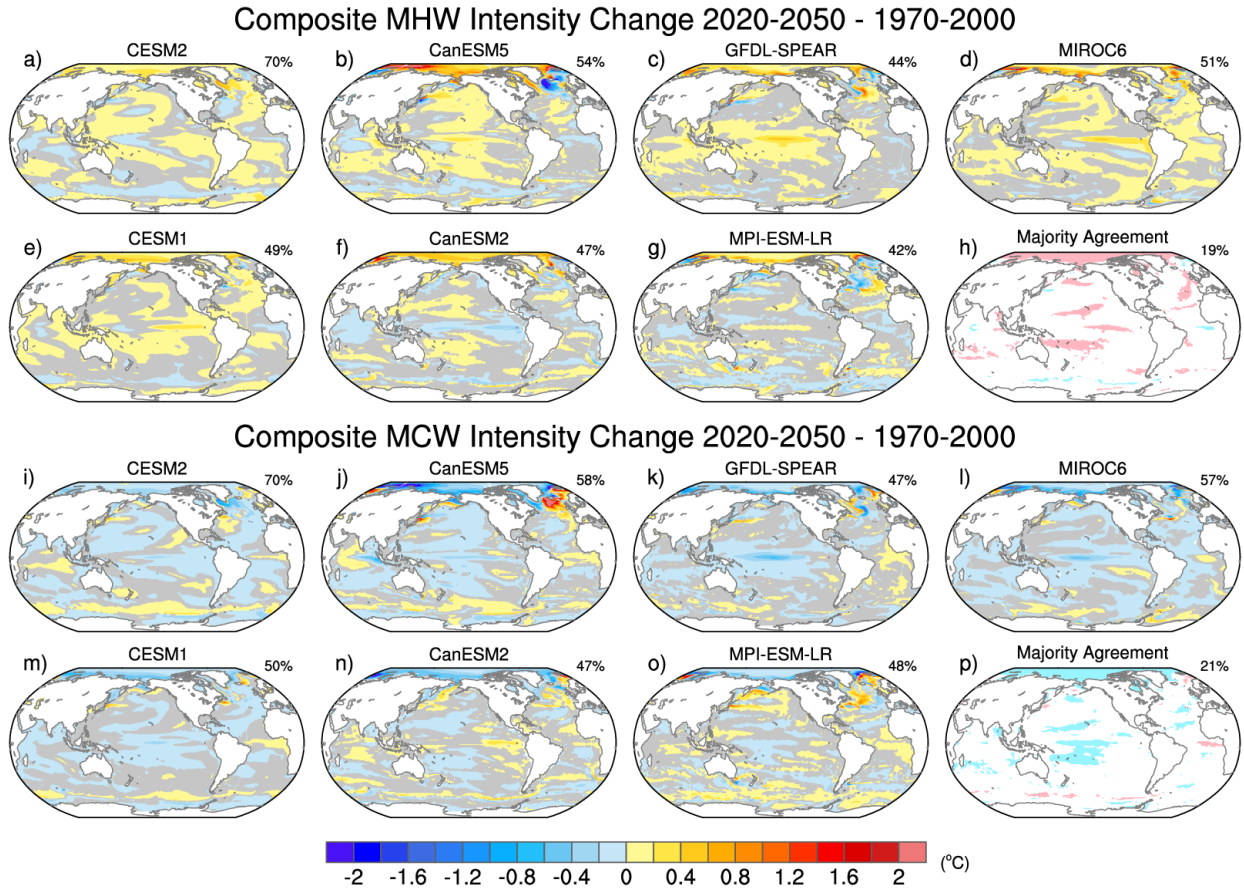 Composite MHW Intensity Change 2020-2050 - 1970-2000
a) CESM2 70%
b) CanESM5 54%
c) GFDL-SPEAR 44%
d) MIROC6 51%
e) CESM1 49%
f) CanESM2 47%
g) MPI-ESM-LR 42%
h) Majority Agreement 19%
Composite MCW Intensity Change 2020-2050 - 1970-2000
i) CESM2 70%
j) CanESM5 58%
k) GFDL-SPEAR 47%
l) MIROC6 57%
m) CESM1 50%
n) CanESM2 47%
o) MPI-ESM-LR 48%
p) Majority Agreement 21%
-2 -1.6 -1.2 -0.8 -0.4 0 0.4 0.8 1.2 1.6 2 (°C)